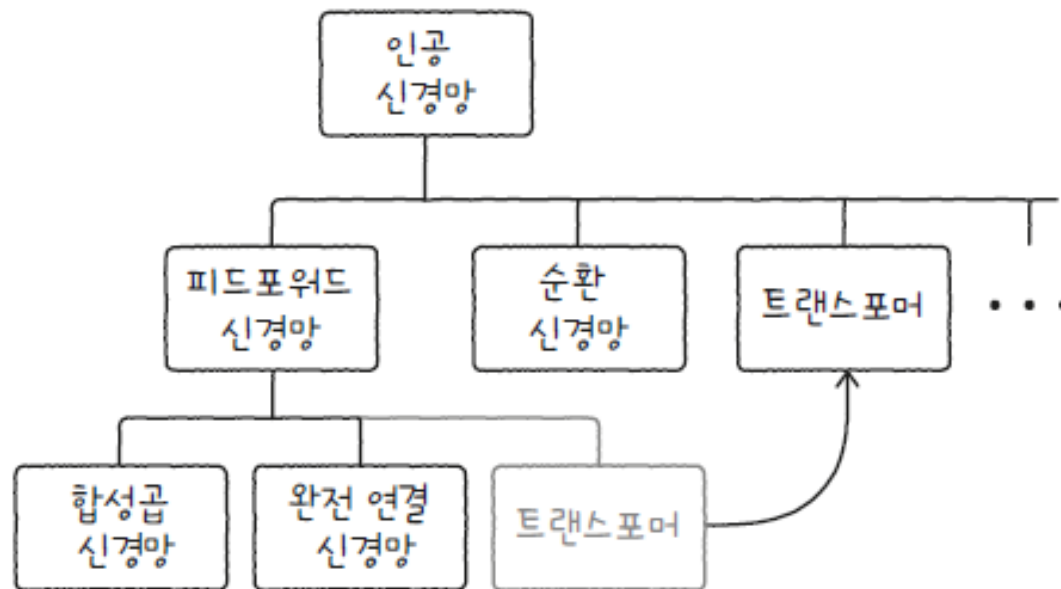 인공
신경망
피드포워드
신경망
순환
신경망
트랜스포머
• • •
합성곱
신경망
완전 연결
신경망
트랜스포머